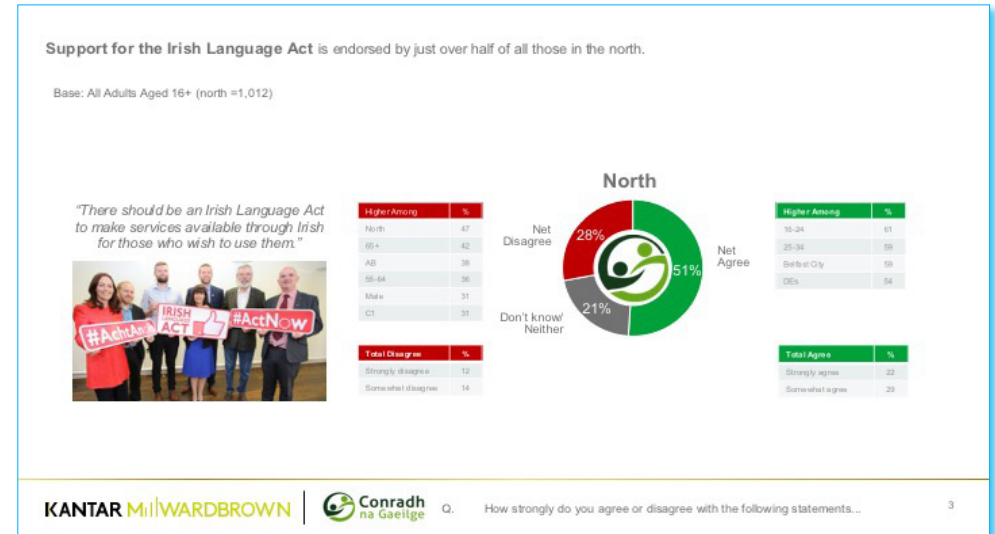 Support for the Irish Language Act is endorsed by just over half of all those in the north.
Base: All Adults Aged 16+ (north =1,012)
“There should be an Irish Language Act
to make services available through Irish
for those who wish to use them.”
#AchtAn
IRISH
LANGUAGE
ACT
#ActNow
Higher Among %
North 47
65+ 42
AB 38
55-64 36
Male 31
C1 31
Total Disagree %
Strongly disagree 12
Somewhat disagree 14
North
Net
Disagree
28%
51%
Net
Agree
21%
Don't know/
Neither
Higher Among %
16-24 61
25-34 59
Belfast City 59
DEs 54
Total Agree %
Strongly agree 22
Somewhat agree 29
KANTAR MillWARDBROWN
Conradh
na Gaeilge
Q. How strongly do you agree or disagree with the following statements...
3